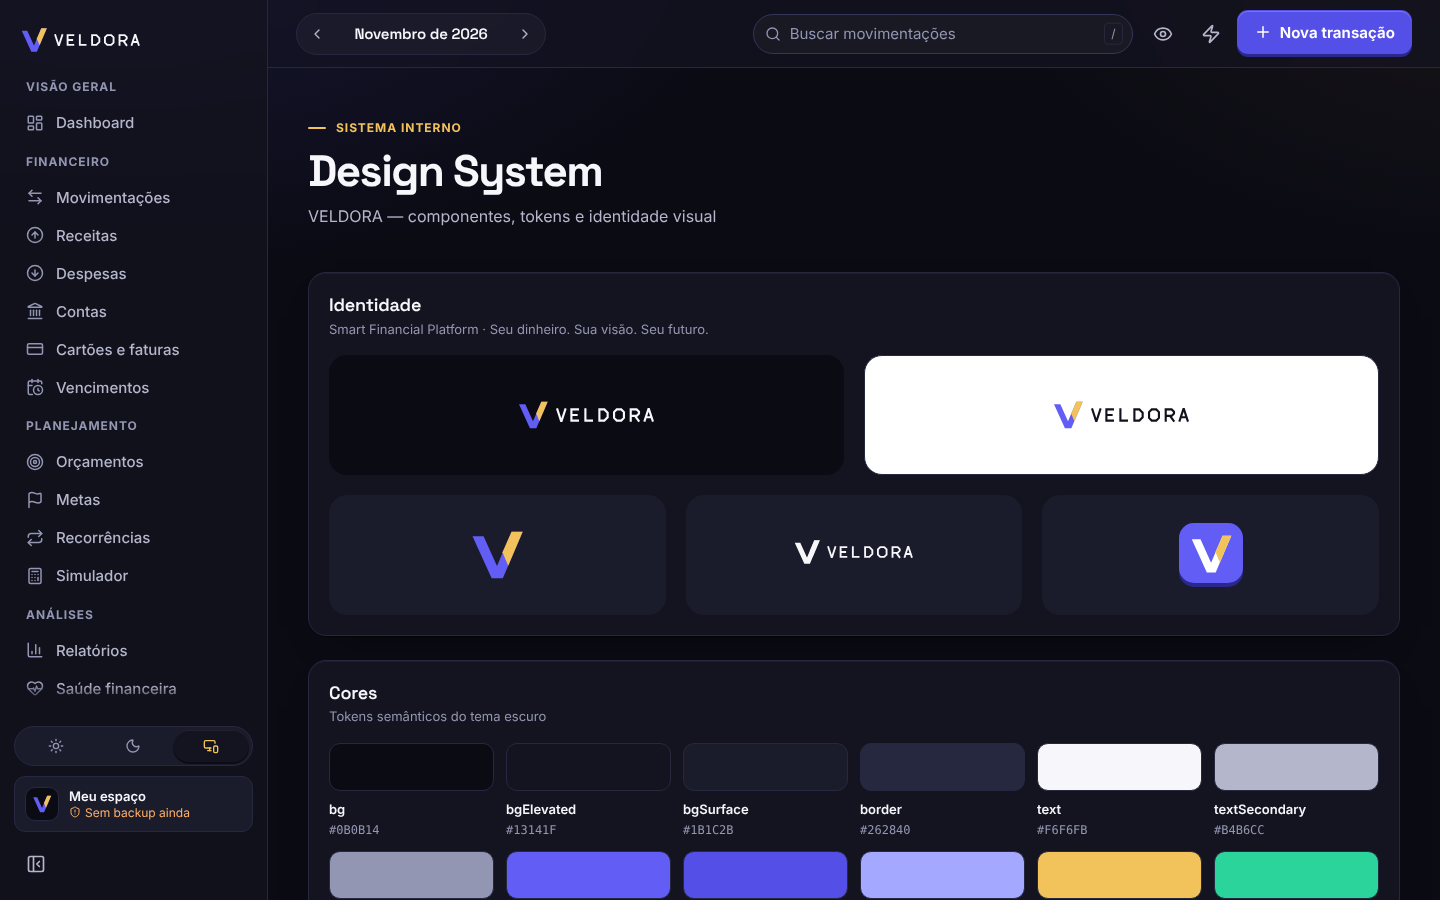 VELDORA
VISÃO GERAL
Dashboard
FINANCEIRO
Movimentações
Receitas
Despesas
Contas
Cartões e faturas
Vencimentos
PLANEJAMENTO
Orçamentos
Metas
Recorrências
Simulador
ANÁLISES
Relatórios
Saúde financeira
Meu espaço
Sem backup ainda
Novembro de 2026
Buscar movimentações /
Nova transação
SISTEMA INTERNO
Design System
VELDORA — componentes, tokens e identidade visual
Identidade
Smart Financial Platform · Seu dinheiro. Sua visão. Seu futuro.
VELDORA
VELDORA
VELDORA
Cores
Tokens semânticos do tema escuro
bg bgElevated bgSurface border text textSecondary
#0B0B14 #13141F #1B1C2B #262840 #F6F6FB #B4B6CC